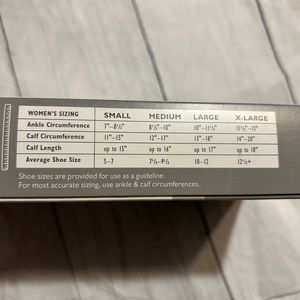 WOMEN'S SIZING SMALL MEDIUM LARGE X-LARGE
Ankle Circumference 7"–8½" 8½"–10" 10"–11½" 11½"–13"
Calf Circumference 11"–15" 12"–17" 13"–18" 14"–20"
Calf Length up to 15" up to 16" up to 17" up to 18"
Average Shoe Size 5–7 7½–9½ 10–12 12½+
Shoe sizes are provided for use as a guideline.
For most accurate sizing, use ankle & calf circumferences.